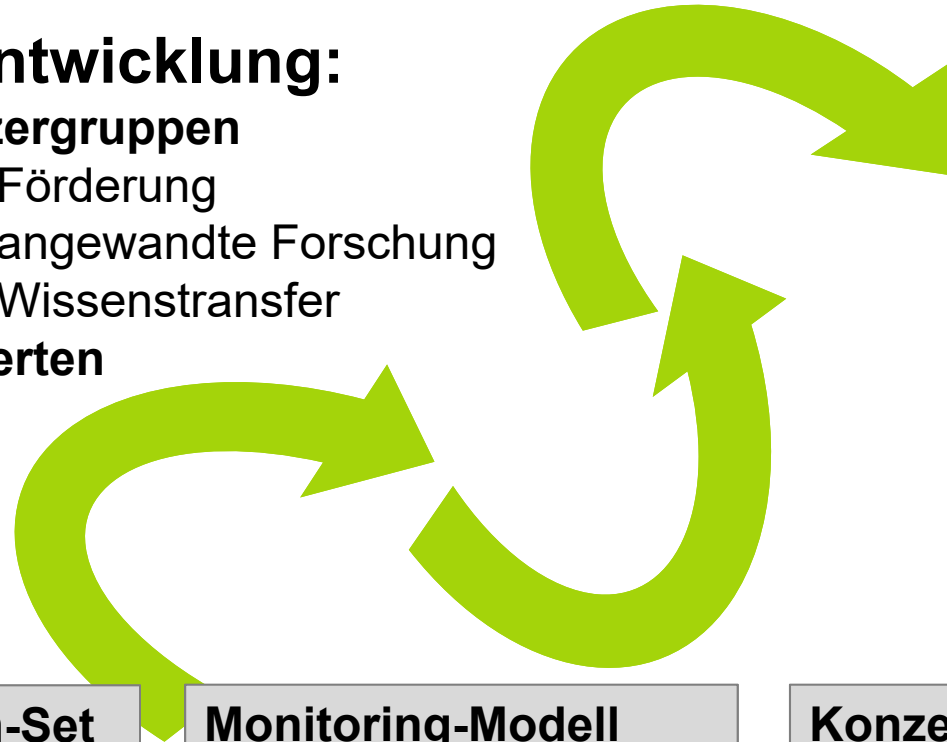 ntwicklung:
zergruppen
Förderung
angewandte Forschung
Wissenstransfer
erten
-Set
Monitoring-Modell
Konze